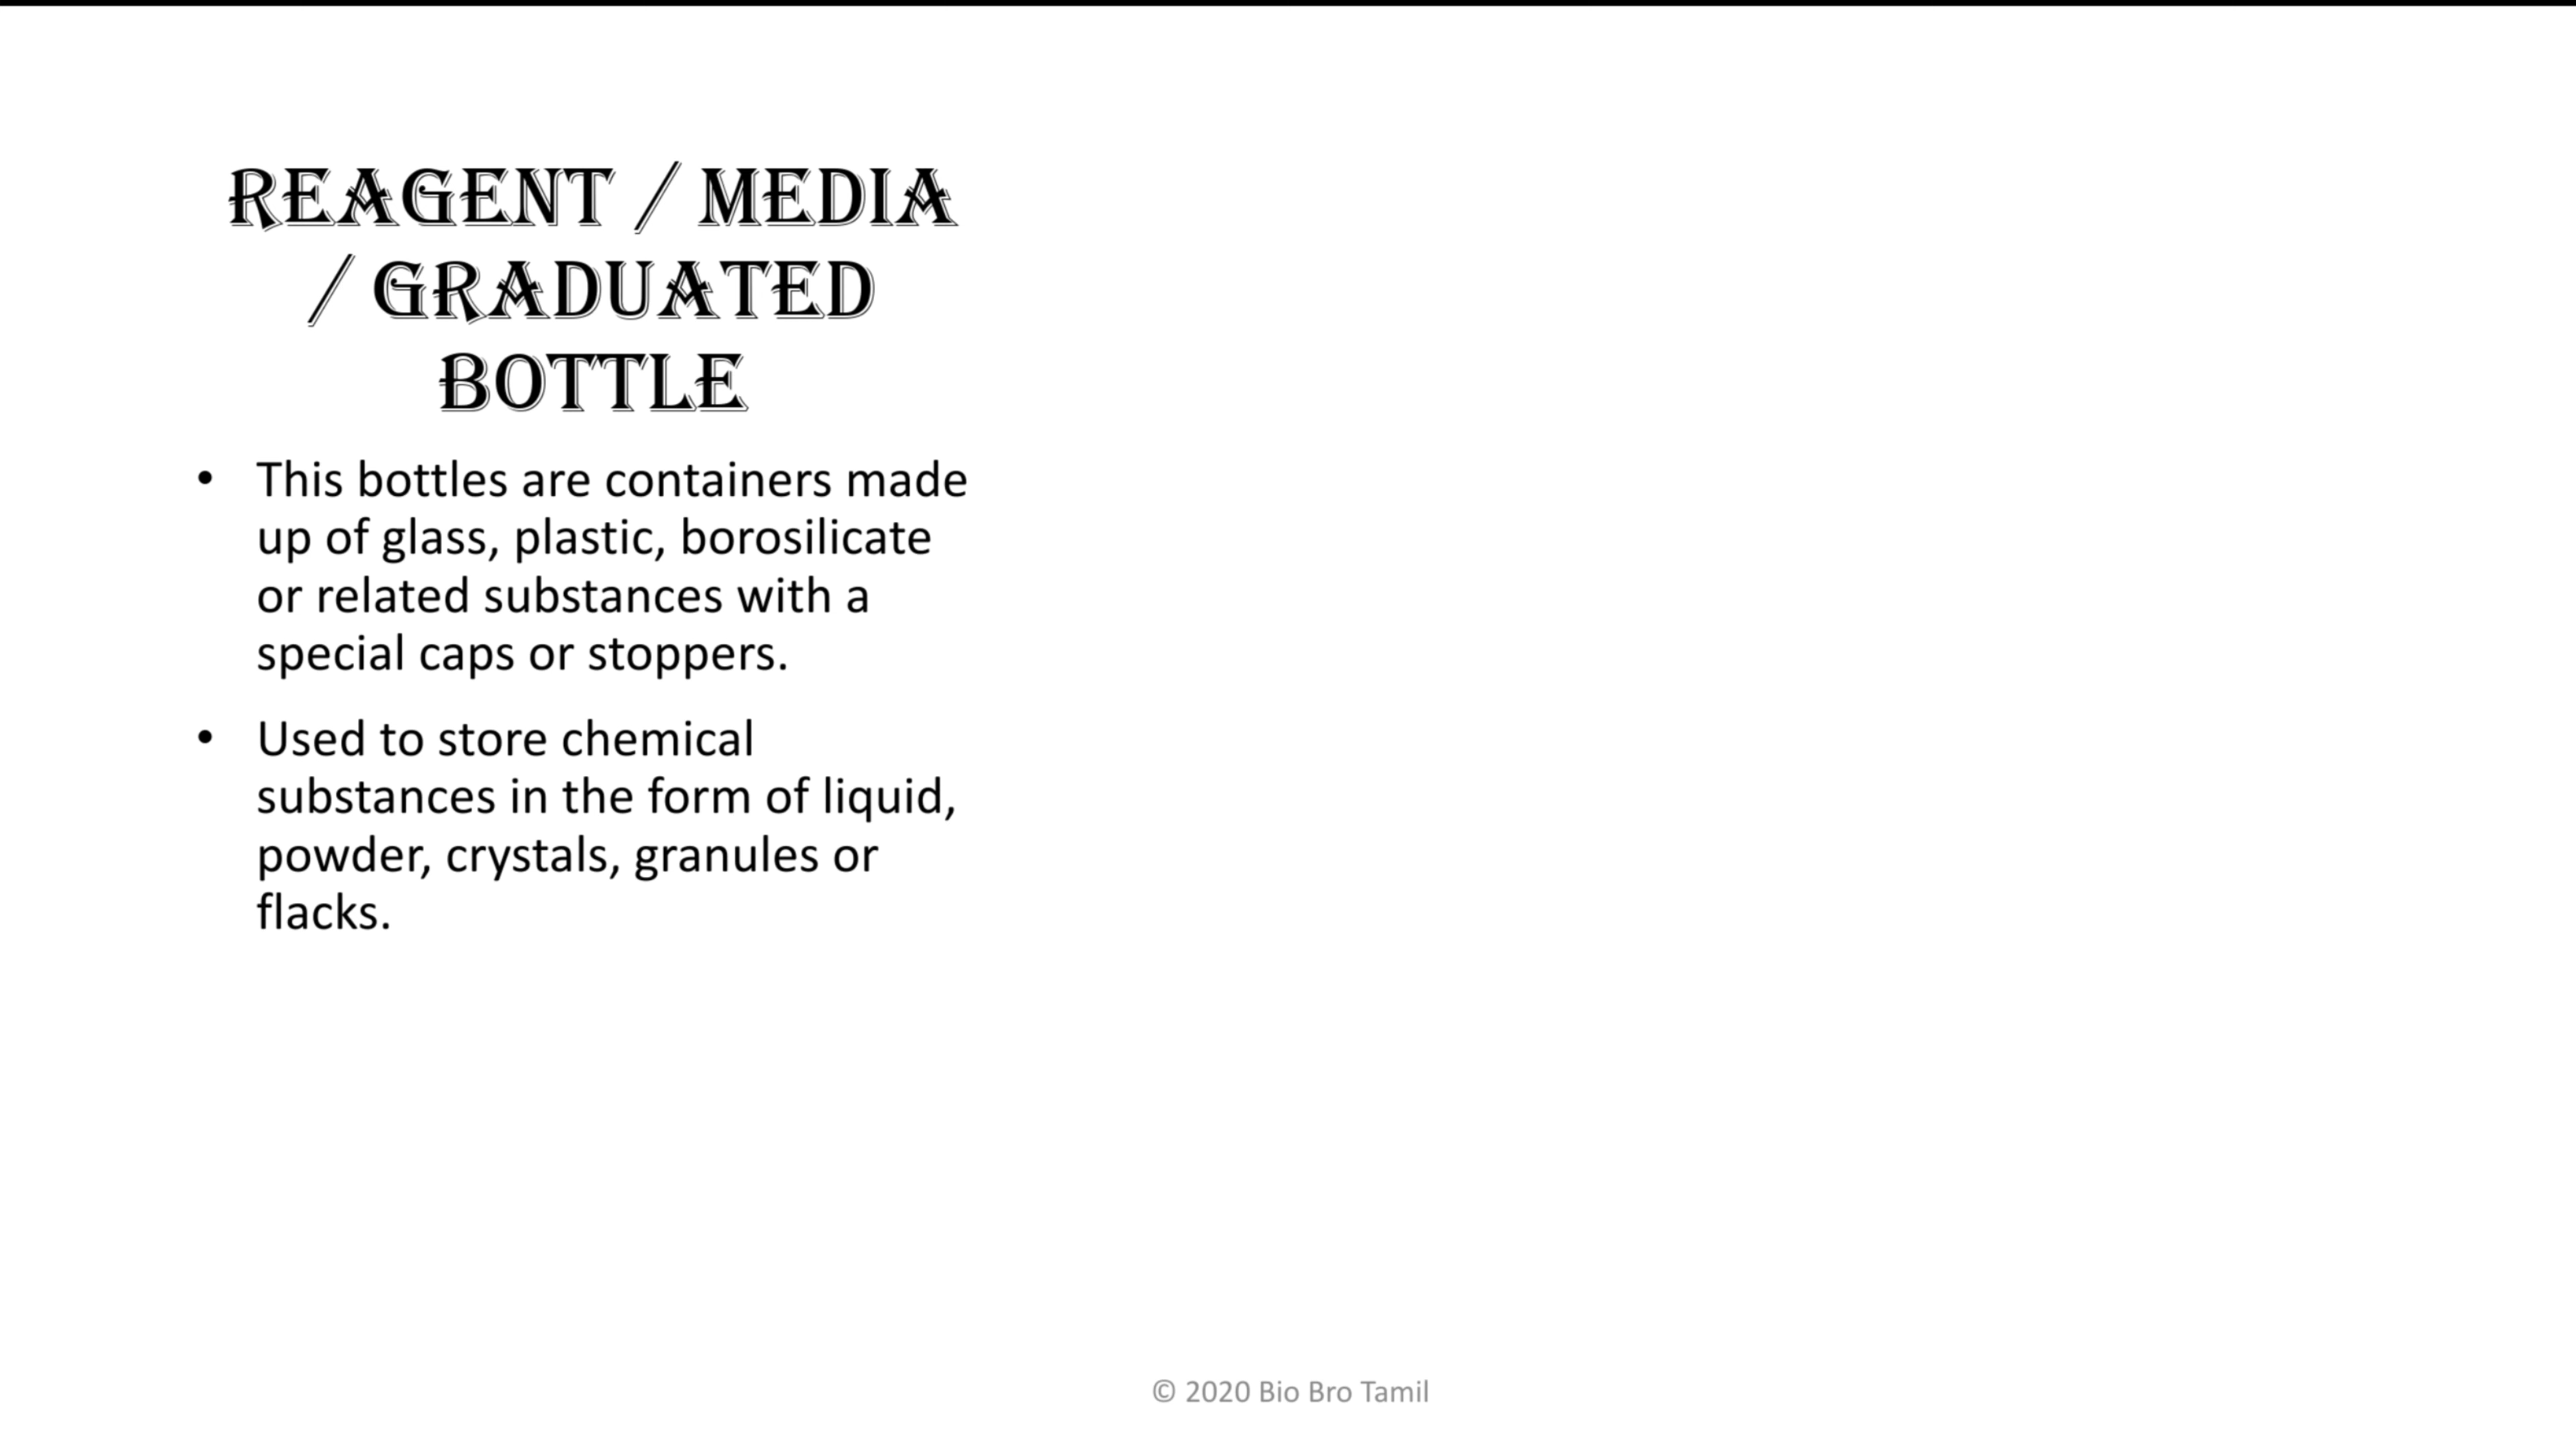 REAGENT / MEDIA
/ GRADUATED
BOTTLE
• This bottles are containers made
up of glass, plastic, borosilicate
or related substances with a
special caps or stoppers.
• Used to store chemical
substances in the form of liquid,
powder, crystals, granules or
flacks.
© 2020 Bio Bro Tamil